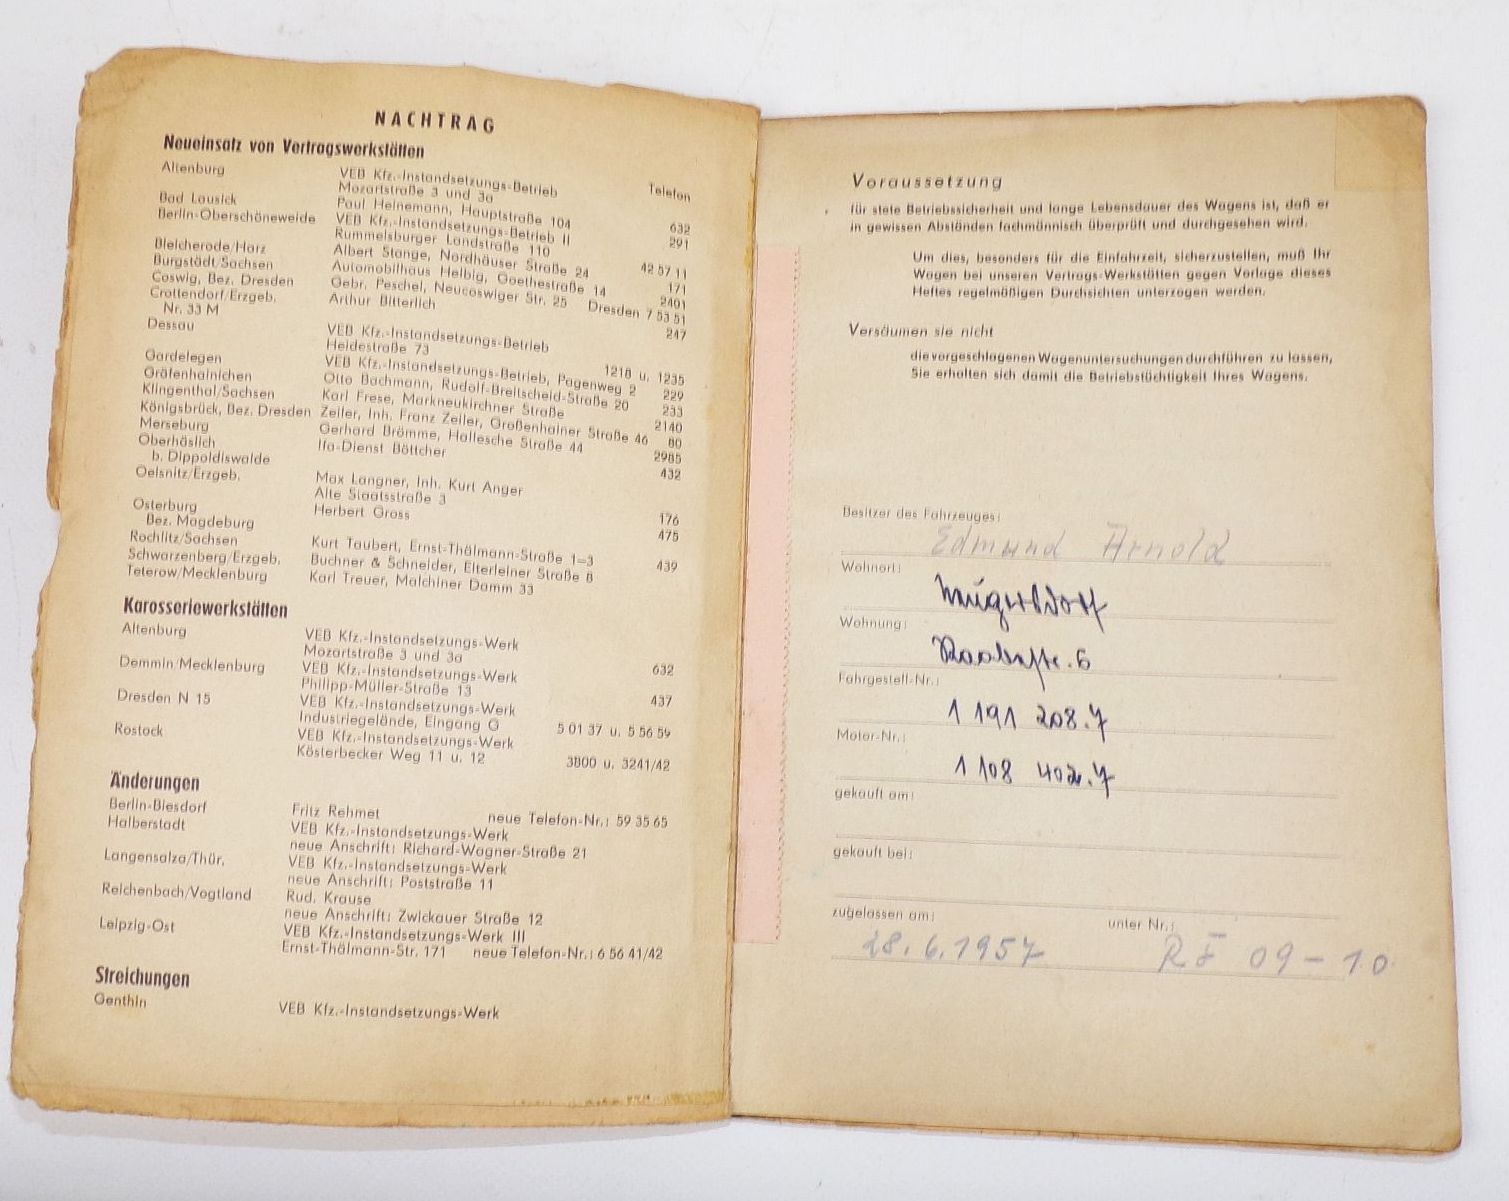 NACHTRAG
Neueinsatz von Vertragswerkstätten
Telefon
Altenburg VEB Kfz.-Instandsetzungs-Betrieb
Mozartstraße 3 und 3a 632
Bad Lausick Paul Heinemann, Hauptstraße 104 291
Berlin-Oberschöneweide VEB Kfz.-Instandsetzungs-Betrieb II
Rummelsburger Landstraße 110 42 57 11
Bleicherode/Harz Albert Stange, Nordhäuser Straße 24 171
Burgstädt/Sachsen Automobilhaus Helbig, Goethestraße 14 2401
Coswig, Bez. Dresden Gebr. Peschel, Neucoswiger Str. 25 Dresden 7 53 51
Crottendorf/Erzgeb. Arthur Bitterlich 247
Nr. 33 M
Dessau VEB Kfz.-Instandsetzungs-Betrieb
Heidestraße 73 1218 u. 1235
Gardelegen VEB Kfz.-Instandsetzungs-Betrieb, Pagenweg 2 229
Gräfenhainichen Otto Bachmann, Rudolf-Breitscheid-Straße 20 233
Klingenthal/Sachsen Karl Frese, Markneukirchner Straße 2140
Königsbrück, Bez. Dresden Zeiler, Inh. Franz Zeiler, Großenhainer Straße 46 80
Merseburg Gerhard Brömme, Hallesche Straße 44 2985
Oberhäslich Ifa-Dienst Böttcher 432
b. Dippoldiswalde
Oelsnitz/Erzgeb. Max Langner, Inh. Kurt Anger
Alte Staatsstraße 3 176
Osterburg Herbert Gross 475
Bez. Magdeburg
Rochlitz/Sachsen Kurt Taubert, Ernst-Thälmann-Straße 1–3 439
Schwarzenberg/Erzgeb. Buchner & Schneider, Elterleiner Straße 8
Teterow/Mecklenburg Karl Treuer, Malchiner Damm 33
Karosseriewerkstätten
Altenburg VEB Kfz.-Instandsetzungs-Werk
Mozartstraße 3 und 3a 632
Demmin/Mecklenburg VEB Kfz.-Instandsetzungs-Werk
Philipp-Müller-Straße 13 437
Dresden N 15 VEB Kfz.-Instandsetzungs-Werk
Industriegelände, Eingang G 5 01 37 u. 5 56 59
Rostock VEB Kfz.-Instandsetzungs-Werk
Kösterbecker Weg 11 u. 12 3800 u. 3241/42
Änderungen
Berlin-Biesdorf Fritz Rehmet neue Telefon-Nr.: 59 35 65
Halberstadt VEB Kfz.-Instandsetzungs-Werk
neue Anschrift: Richard-Wagner-Straße 21
Langensalza/Thür. VEB Kfz.-Instandsetzungs-Werk
neue Anschrift: Poststraße 11
Reichenbach/Vogtland Rud. Krause
neue Anschrift: Zwickauer Straße 12
Leipzig-Ost VEB Kfz.-Instandsetzungs-Werk III
Ernst-Thälmann-Str. 171 neue Telefon-Nr.: 6 56 41/42
Streichungen
Genthin VEB Kfz.-Instandsetzungs-Werk
Voraussetzung
für stete Betriebssicherheit und lange Lebensdauer des Wagens ist, daß er
in gewissen Abständen fachmännisch überprüft und durchgesehen wird.
Um dies, besonders für die Einfahrzeit, sicherzustellen, muß Ihr
Wagen bei unseren Vertrags-Werkstätten gegen Vorlage dieses
Heftes regelmäßigen Durchsichten unterzogen werden.
Versäumen sie nicht
die vorgeschlagenen Wagenuntersuchungen durchführen zu lassen,
Sie erhalten sich damit die Betriebstüchtigkeit Ihres Wagens.
Besitzer des Fahrzeuges:
Edmund Arnold
Wohnort:
Wohnung:
6
Fahrgestell-Nr.:
1 191 208.7
Motor-Nr.:
1 108 402.7
gekauft am:
gekauft bei:
zugelassen am: unter Nr.:
28.6.1957 09-10